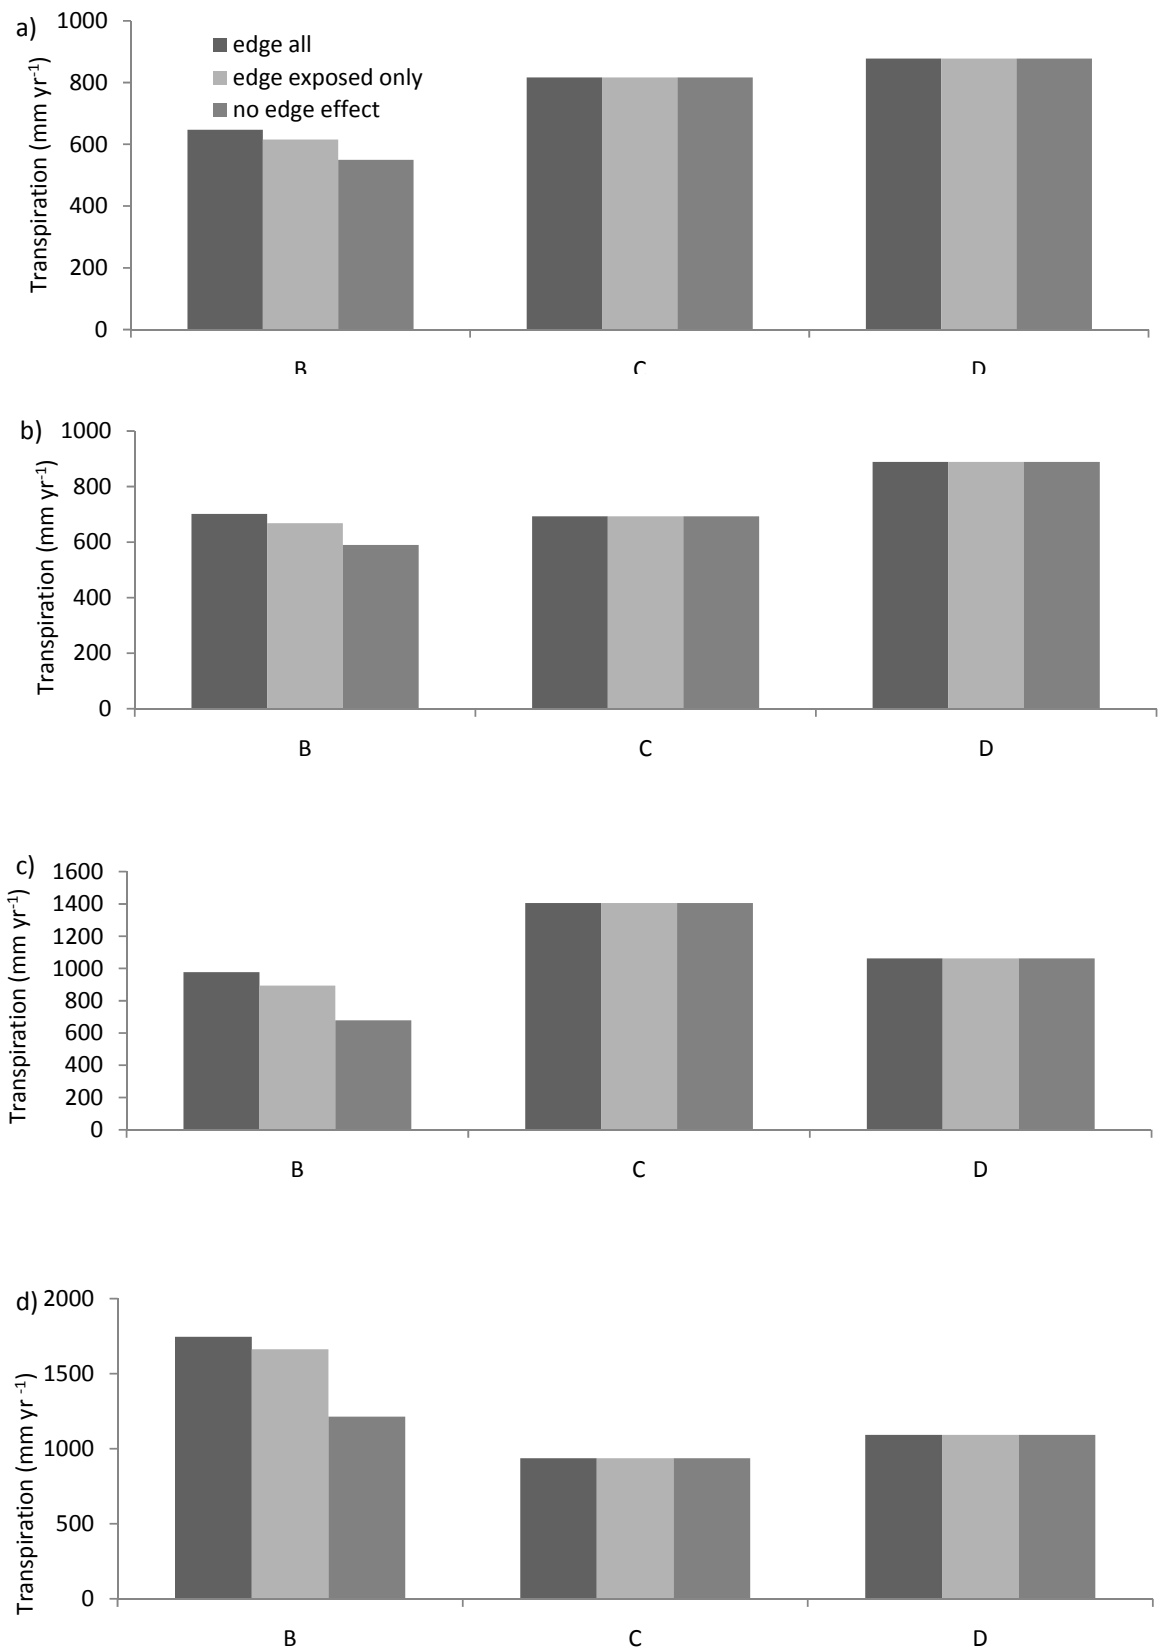 a)
1000
800
600
400
200
0
Transpiration (mm yr-1)
edge all
edge exposed only
no edge effect
B C D
b)
1000
800
600
400
200
0
Transpiration (mm yr-1)
B C D
c)
1600
1400
1200
1000
800
600
400
200
0
Transpiration (mm yr-1)
B C D
d)
2000
1500
1000
500
0
Transpiration (mm yr -1)
B C D